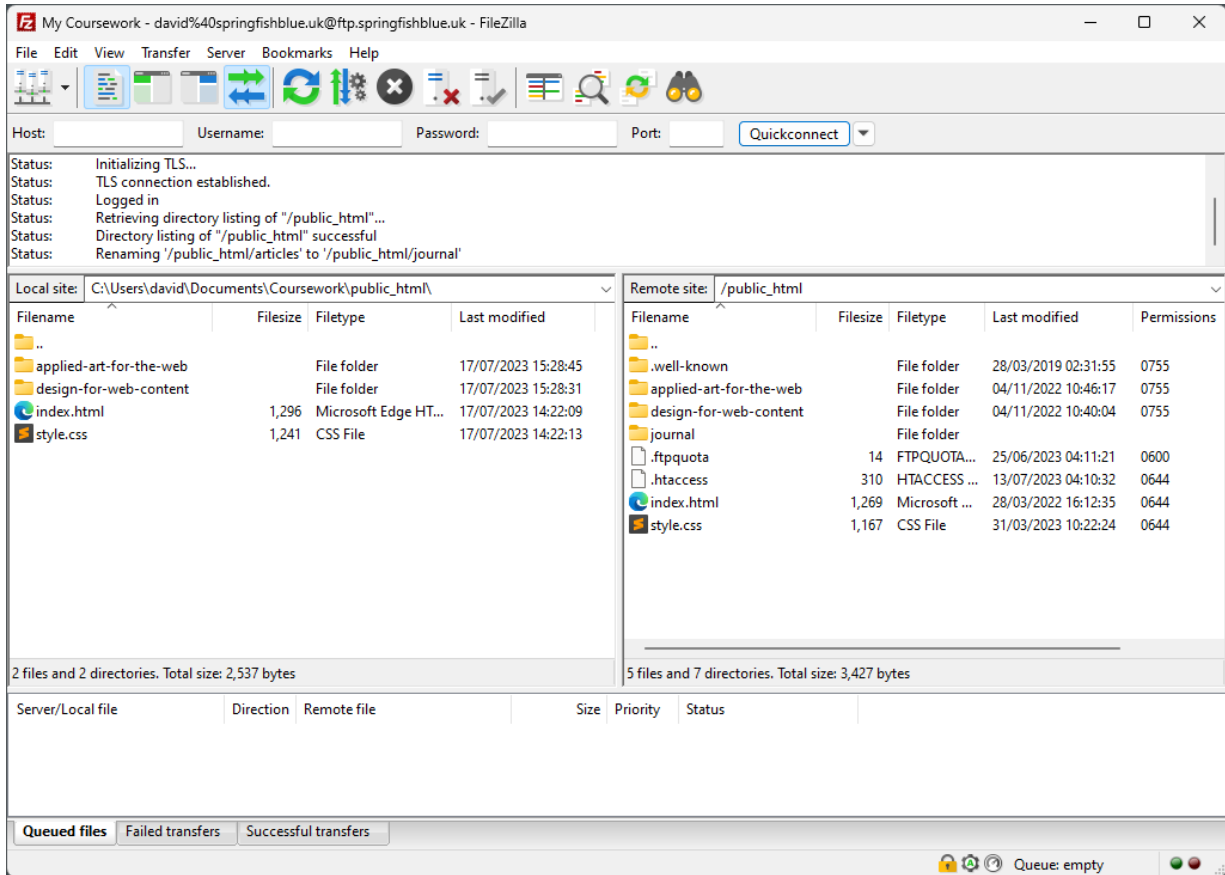 My Coursework - david%40springfishblue.uk@ftp.springfishblue.uk - FileZilla
File Edit View Transfer Server Bookmarks Help
Host: Username: Password: Port: Quickconnect
Status: Initializing TLS...
Status: TLS connection established.
Status: Logged in
Status: Retrieving directory listing of "/public_html"...
Status: Directory listing of "/public_html" successful
Status: Renaming '/public_html/articles' to '/public_html/journal'
Local site: C:\Users\david\Documents\Coursework\public_html\
Filename Filesize Filetype Last modified
..
applied-art-for-the-web File folder 17/07/2023 15:28:45
design-for-web-content File folder 17/07/2023 15:28:31
index.html 1,296 Microsoft Edge HT... 17/07/2023 14:22:09
style.css 1,241 CSS File 17/07/2023 14:22:13
2 files and 2 directories. Total size: 2,537 bytes
Remote site: /public_html
Filename Filesize Filetype Last modified Permissions
..
.well-known File folder 28/03/2019 02:31:55 0755
applied-art-for-the-web File folder 04/11/2022 10:46:17 0755
design-for-web-content File folder 04/11/2022 10:40:04 0755
journal File folder
.ftpquota 14 FTPQUOTA... 25/06/2023 04:11:21 0600
.htaccess 310 HTACCESS ... 13/07/2023 04:10:32 0644
index.html 1,269 Microsoft ... 28/03/2022 16:12:35 0644
style.css 1,167 CSS File 31/03/2023 10:22:24 0644
5 files and 7 directories. Total size: 3,427 bytes
Server/Local file Direction Remote file Size Priority Status
Queued files Failed transfers Successful transfers
Queue: empty